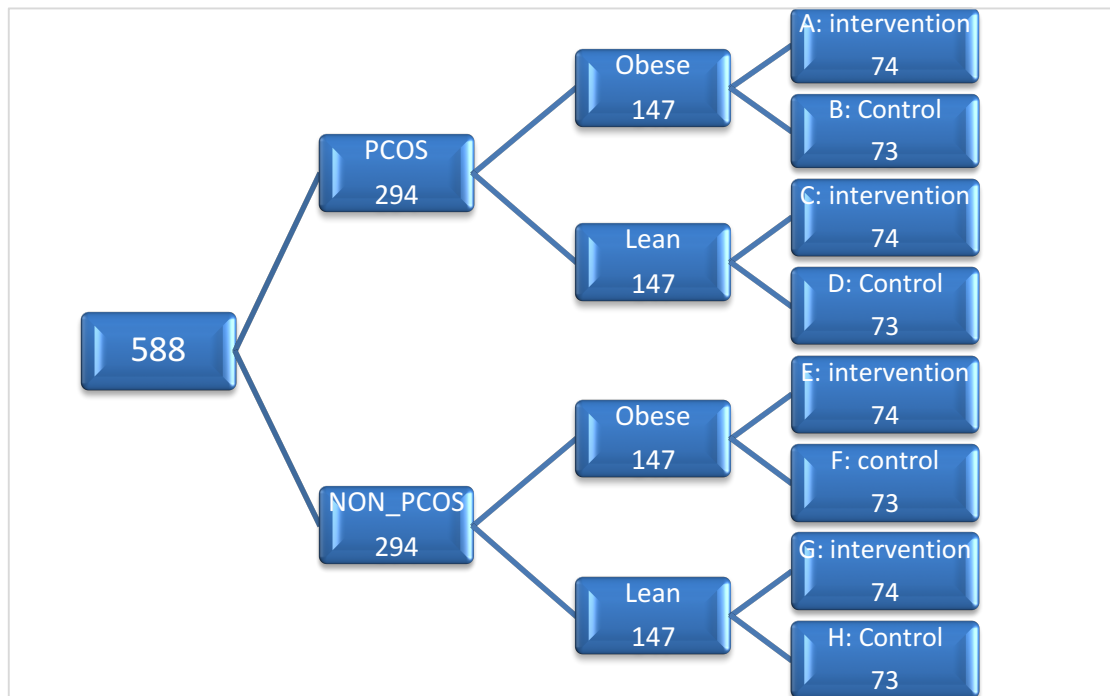 588
PCOS
294
NON_PCOS
294
Obese
147
Lean
147
Obese
147
Lean
147
A: intervention
74
B: Control
73
C: intervention
74
D: Control
73
E: intervention
74
F: control
73
G: intervention
74
H: Control
73